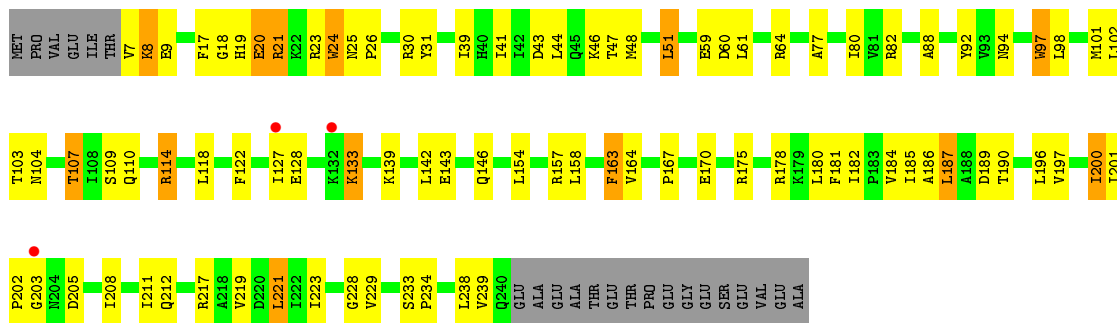 MET PRO VAL GLU ILE THR V7 K8 E9 F17 G18 H19 E20 R21 K22 R23 W24 N25 P26 R30 Y31 I39 H40 I41 I42 D43 L44 Q45 K46 T47 M48 L51 E59 D60 L61 R64 A77 I80 V81 R82 A88 Y92 V93 N94 W97 L98 M101 L102
T103 N104 T107 I108 S109 Q110 R114 L118 F122 I127 E128 K132 K133 K139 L142 E143 Q146 L154 R157 L158 F163 V164 P167 E170 R175 R178 K179 L180 F181 I182 P183 V184 I185 A186 L187 A188 D189 T190 L196 V197 I200 I201
P202 G203 N204 D205 I208 I211 Q212 R217 A218 V219 D220 L221 I222 I223 G228 V229 S233 P234 L238 V239 Q240 GLU ALA GLU ALA THR GLU THR PRO GLU GLY GLU SER GLU VAL GLU ALA